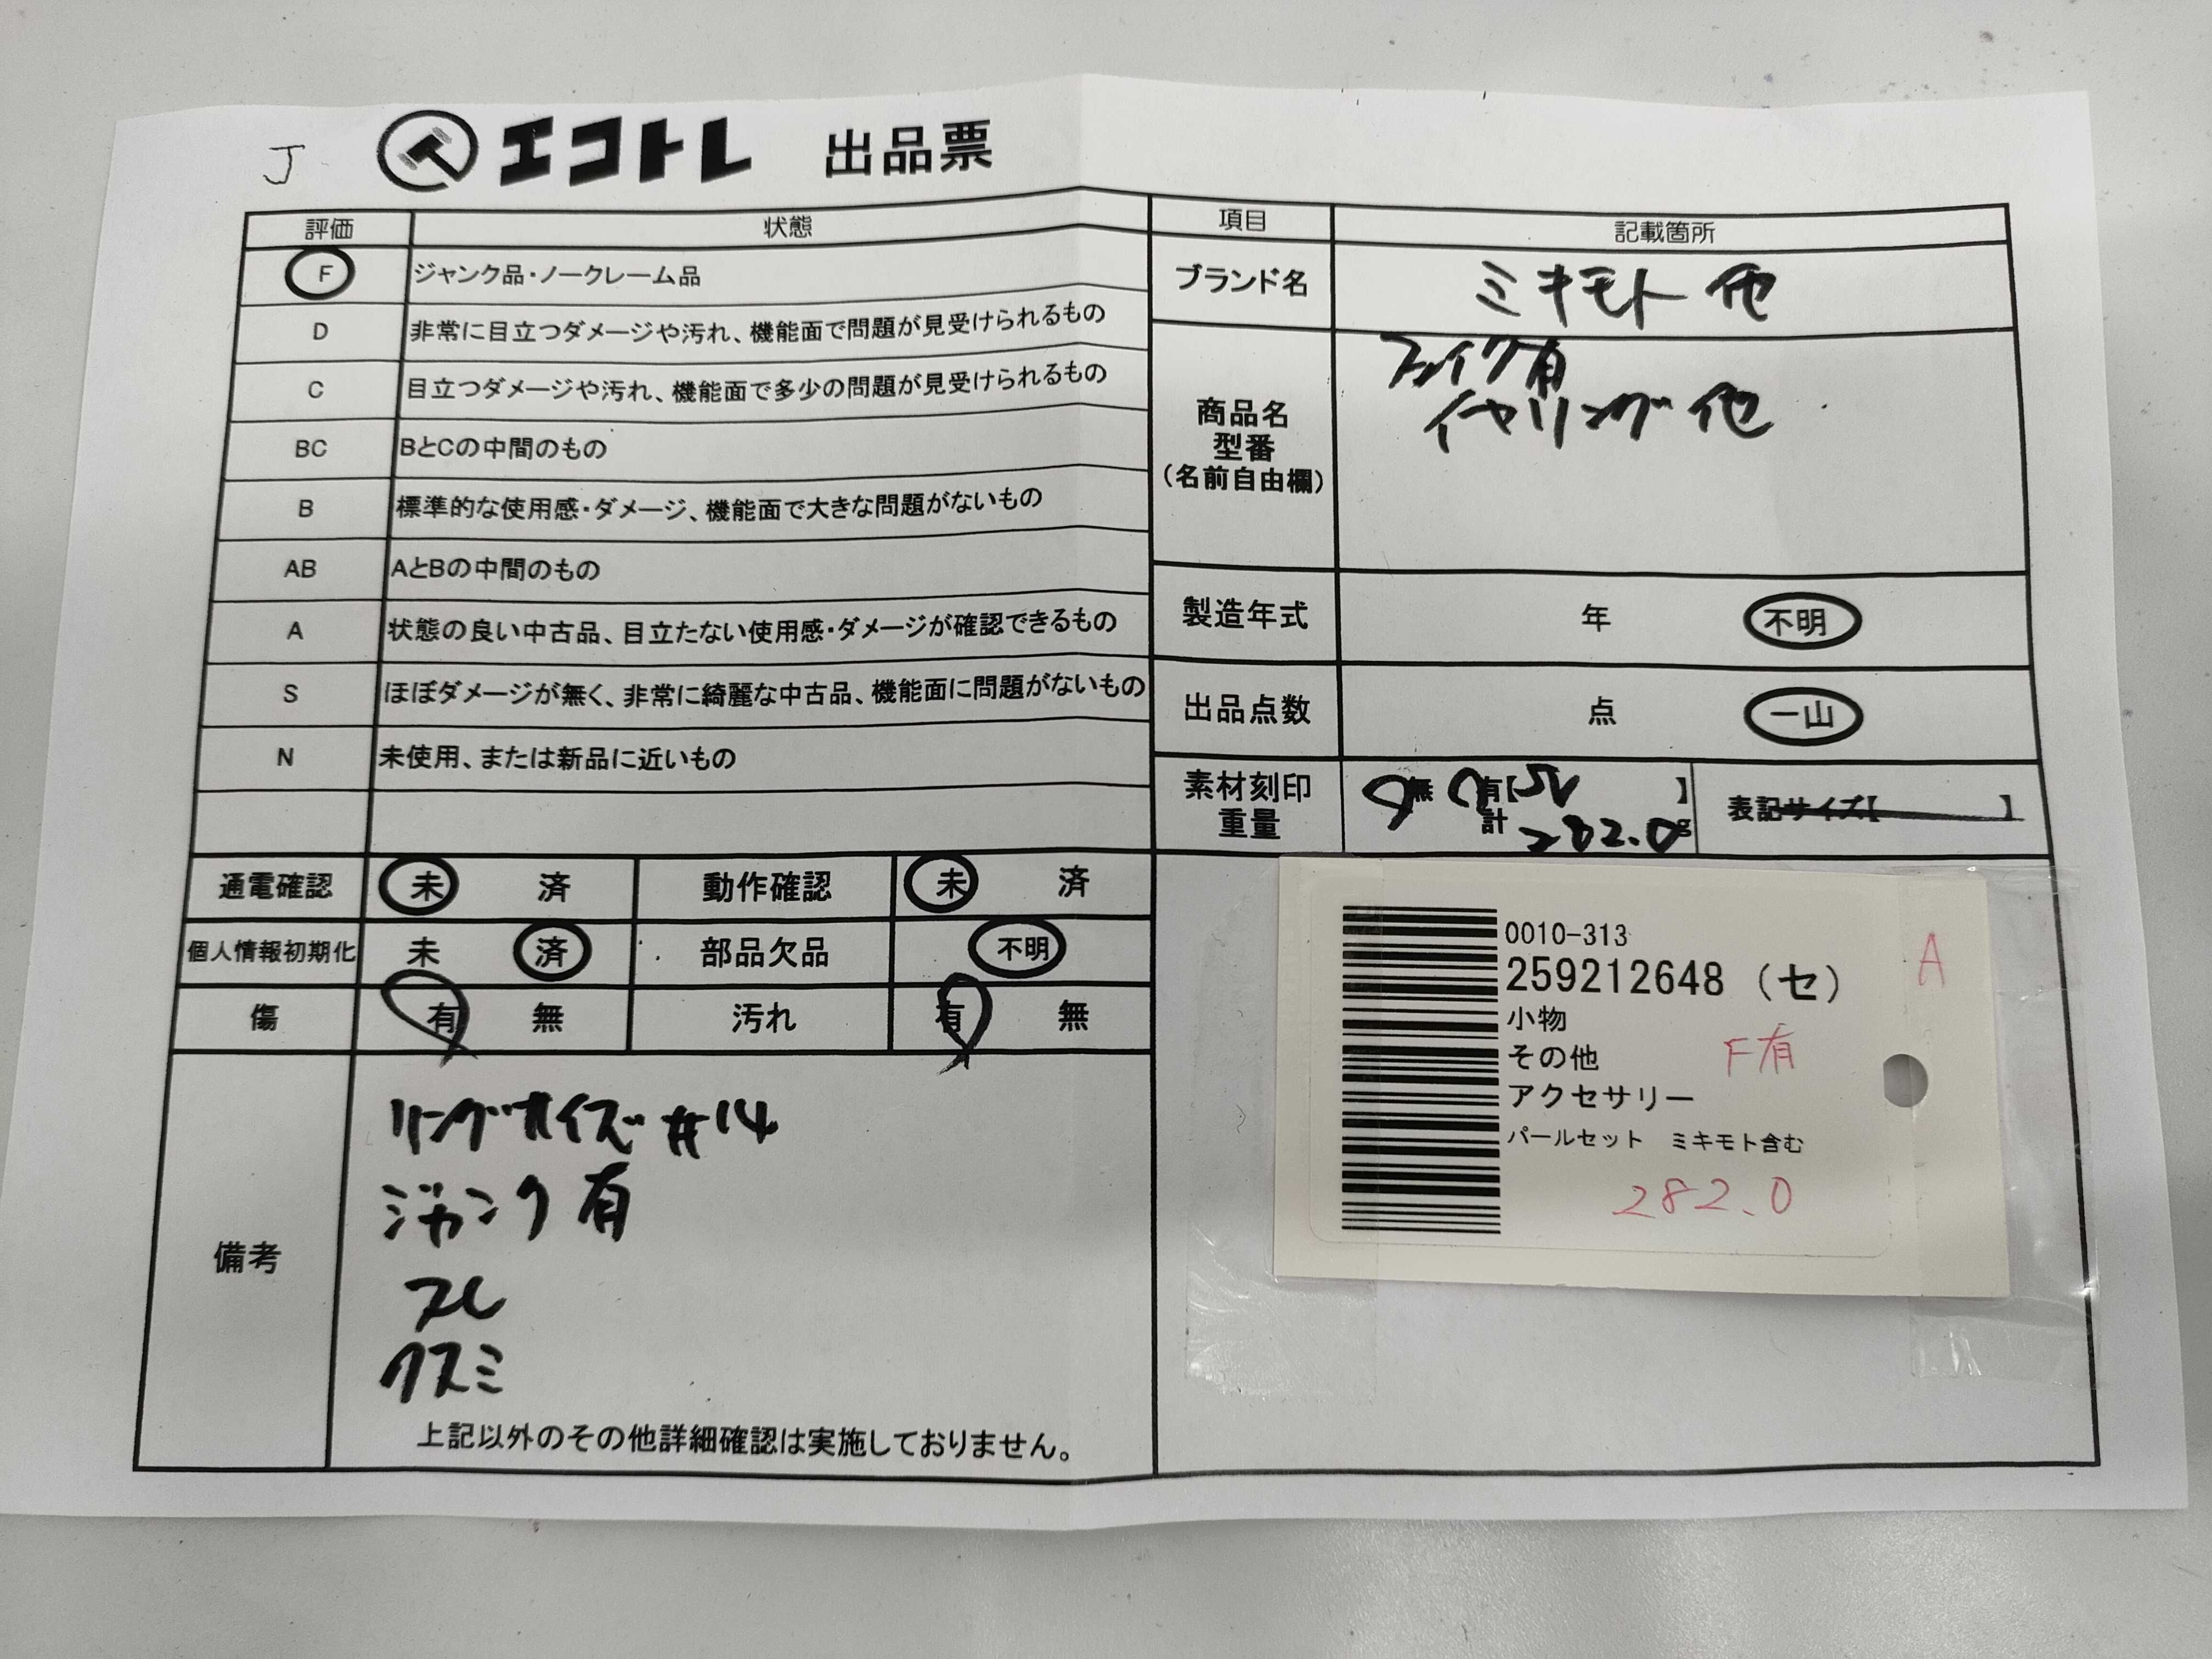 J エコトレ 出品票
評価 状態
F ジャンク品・ノークレーム品
D 非常に目立つダメージや汚れ、機能面で問題が見受けられるもの
C 目立つダメージや汚れ、機能面で多少の問題が見受けられるもの
BC BとCの中間のもの
B 標準的な使用感・ダメージ、機能面で大きな問題がないもの
AB AとBの中間のもの
A 状態の良い中古品、目立たない使用感・ダメージが確認できるもの
S ほぼダメージが無く、非常に綺麗な中古品、機能面に問題がないもの
N 未使用、または新品に近いもの
通電確認 未 済 動作確認 未 済
個人情報初期化 未 済 部品欠品 不明
傷 有 無 汚れ 有 無
備考
リングサイズ #14
ジャンク有
スレ
クスミ
上記以外のその他詳細確認は実施しておりません。
項目 記載箇所
ブランド名 ミキモト 他
商品名
型番
(名前自由欄)
フェイク有
イヤリング 他
製造年式 年 不明
出品点数 点 一山
素材刻印
重量
無 有【SV 】
計 282.0g
表記サイズ【 】
0010-313
259212648 (セ)
A
小物
その他
F有
アクセサリー
パールセット ミキモト含む
282.0